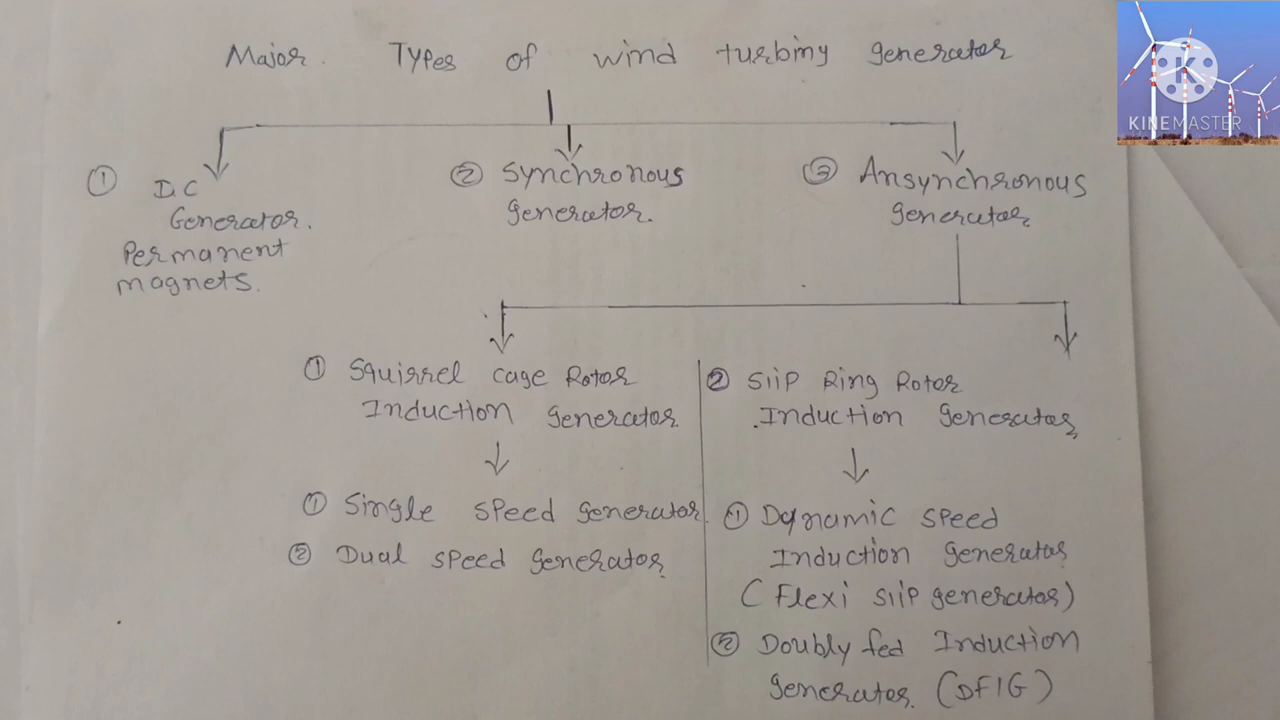 Major. Types of wind turbiny generator
① D.C
Generator.
Permanent
magnets.
② Synchronous
generator.
③ Ansynchronous
generator
① Squirrel cage Rotor
Induction generator
① Single speed generator.
② Dual speed generator.
② Slip Ring Rotor
Induction Generator
① Dynamic speed
Induction generator
(Flexi slip generator)
② Doubly fed Induction
generator (DFIG)
K
KINEMASTER